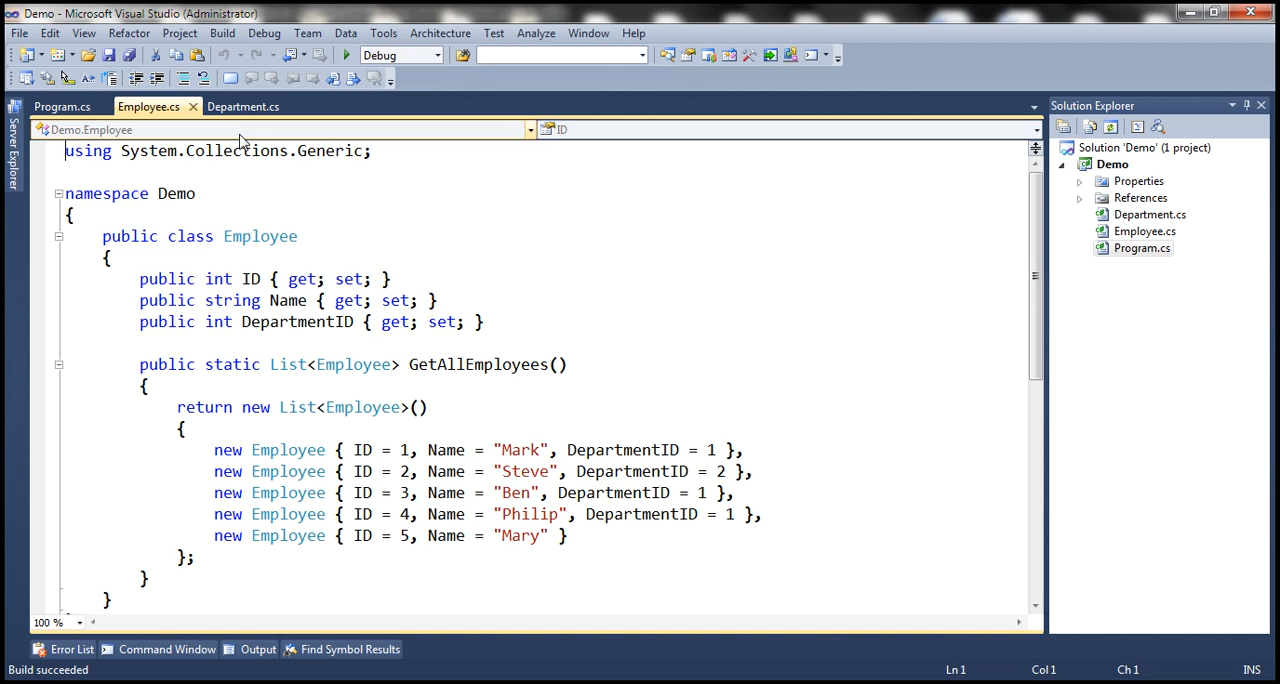 Demo - Microsoft Visual Studio (Administrator)
File Edit View Refactor Project Build Debug Team Data Tools Architecture Test Analyze Window Help
Debug
Program.cs Employee.cs Department.cs
Demo.Employee ID
Server Explorer
using System.Collections.Generic;
namespace Demo
{
public class Employee
{
public int ID { get; set; }
public string Name { get; set; }
public int DepartmentID { get; set; }
public static List<Employee> GetAllEmployees()
{
return new List<Employee>()
{
new Employee { ID = 1, Name = "Mark", DepartmentID = 1 },
new Employee { ID = 2, Name = "Steve", DepartmentID = 2 },
new Employee { ID = 3, Name = "Ben", DepartmentID = 1 },
new Employee { ID = 4, Name = "Philip", DepartmentID = 1 },
new Employee { ID = 5, Name = "Mary" }
};
}
}
100 %
Solution Explorer
Solution 'Demo' (1 project)
Demo
Properties
References
Department.cs
Employee.cs
Program.cs
Error List Command Window Output Find Symbol Results
Build succeeded Ln 1 Col 1 Ch 1 INS